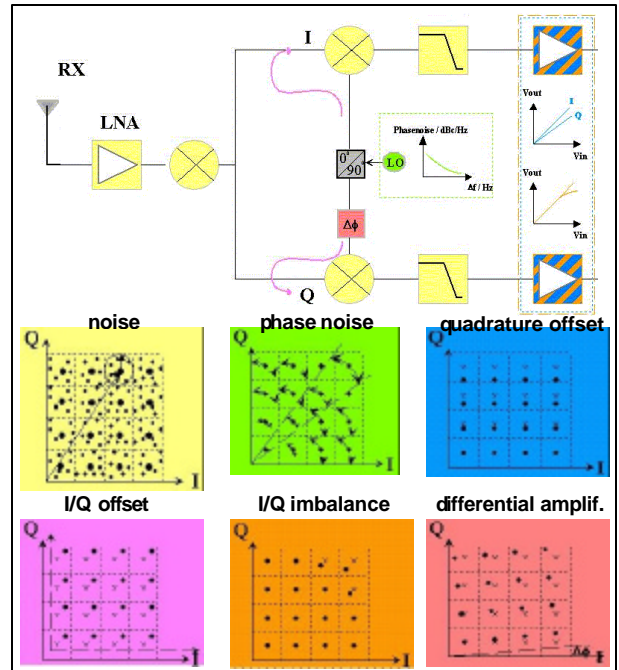 I
RX
LNA
Phasenoise / dBc/Hz
0°
90
LO
Δf / Hz
Δϕ
Q
Vout
I
Q
Vin
Vout
Vin
noise
phase noise
quadrature offset
Q
I
Q
I
Q
I
I/Q offset
I/Q imbalance
differential amplif.
Q
I
Q
I
Q
Δϕ
I